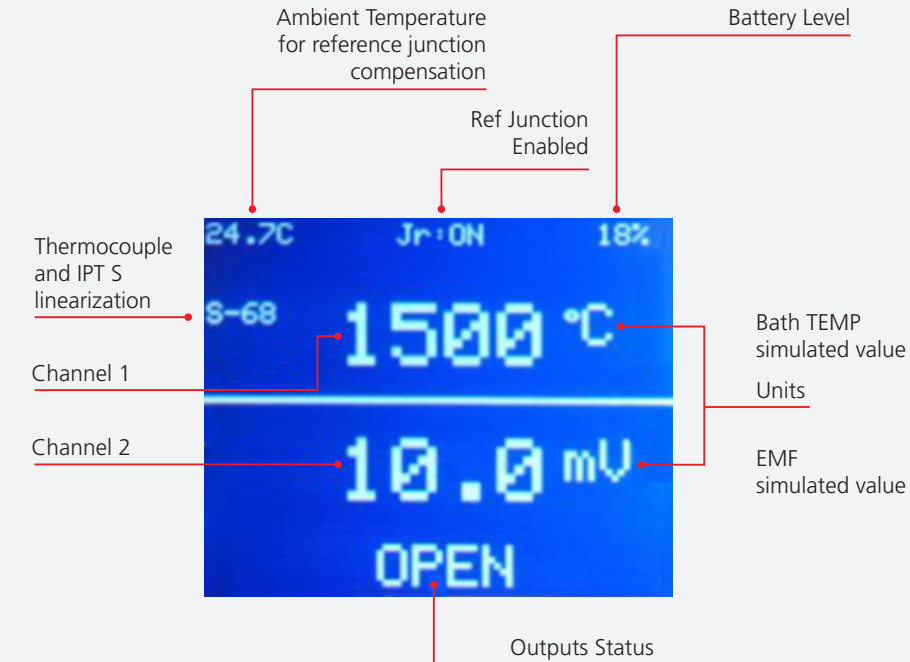 Ambient Temperature
for reference junction
compensation
Battery Level
Ref Junction
Enabled
24.7C Jr:ON 18%
Thermocouple
and IPT S
linearization
S-68
1500 °C
Bath TEMP
simulated value
Channel 1
Units
Channel 2
10.0 mV
EMF
simulated value
OPEN
Outputs Status